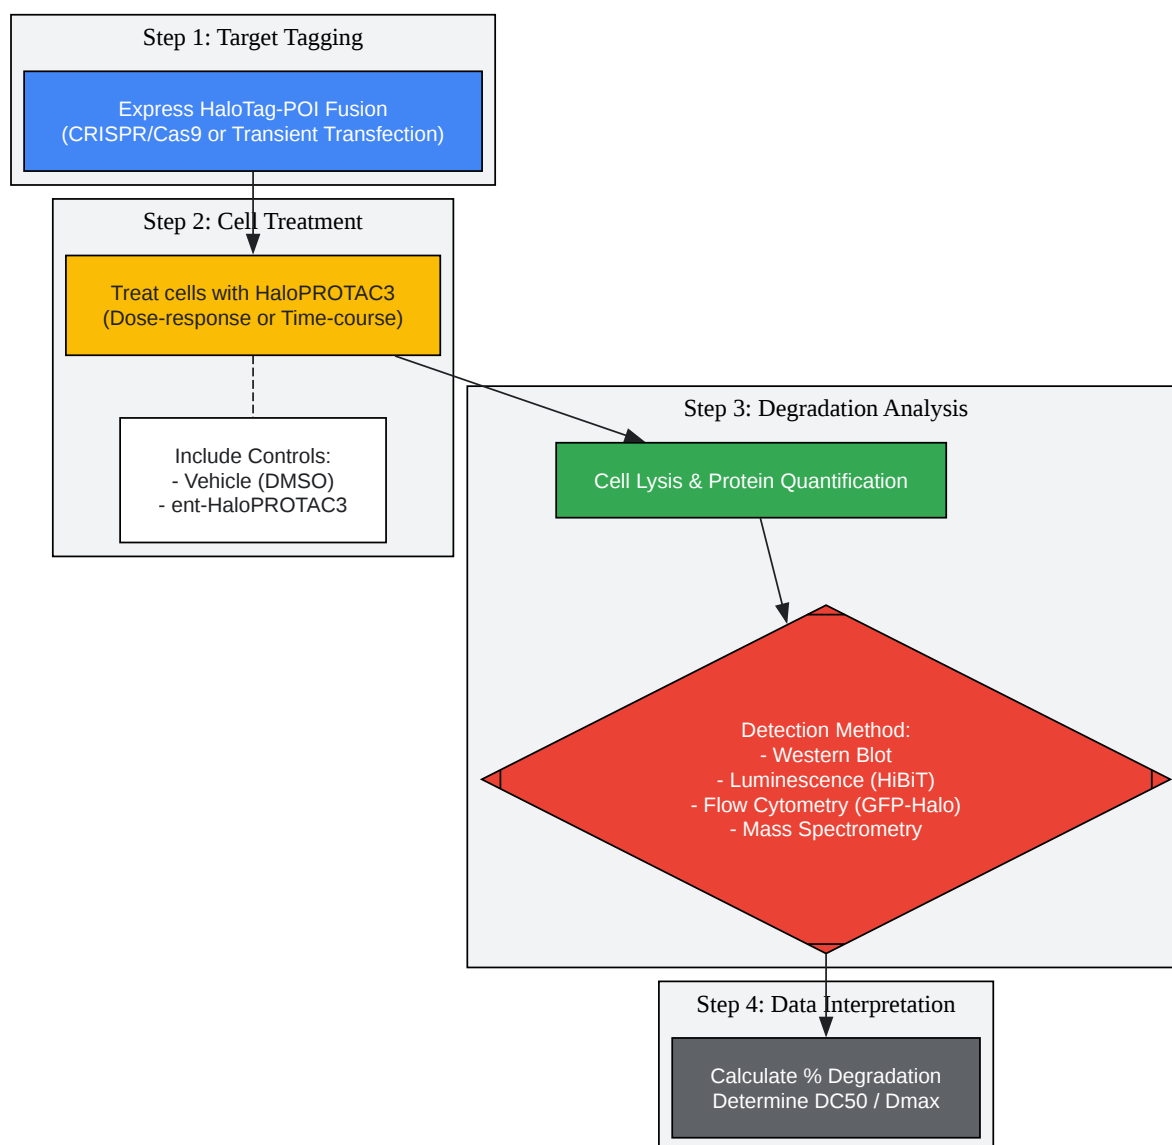 Step 1: Target Tagging
Express HaloTag-POI Fusion
(CRISPR/Cas9 or Transient Transfection)
Step 2: Cell Treatment
Treat cells with HaloPROTAC3
(Dose-response or Time-course)
Include Controls:
- Vehicle (DMSO)
- ent-HaloPROTAC3
Step 3: Degradation Analysis
Cell Lysis & Protein Quantification
Detection Method:
- Western Blot
- Luminescence (HiBiT)
- Flow Cytometry (GFP-Halo)
- Mass Spectrometry
Step 4: Data Interpretation
Calculate % Degradation
Determine DC50 / Dmax